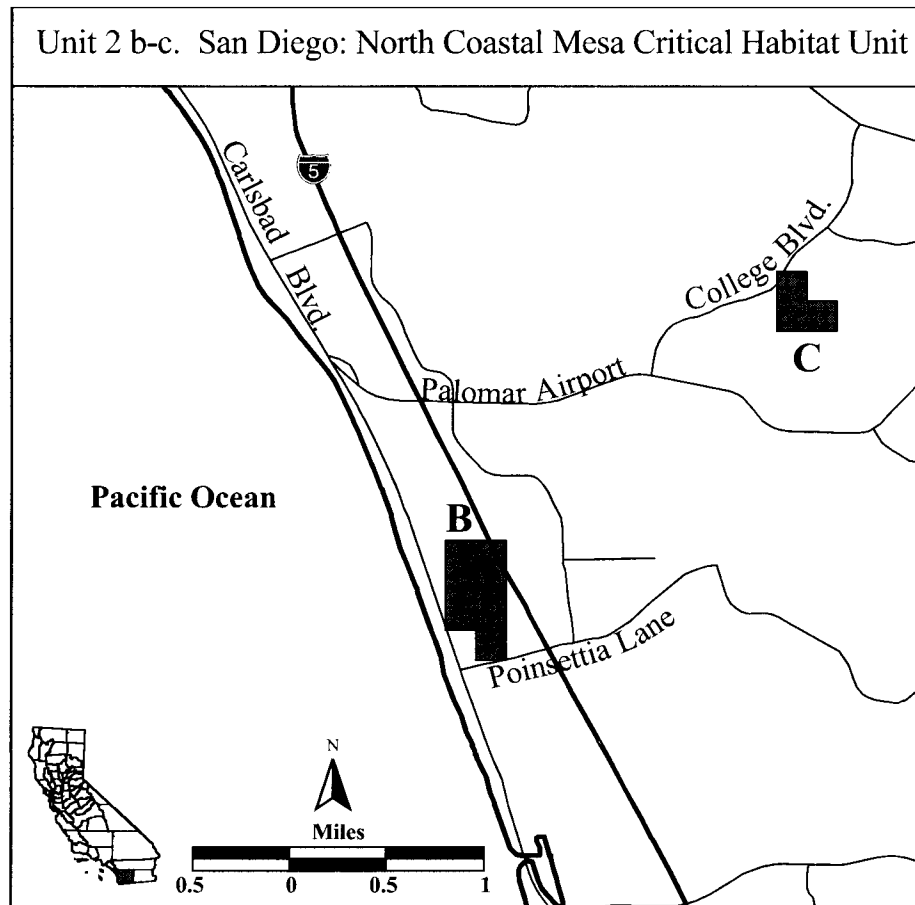 Unit 2 b-c. San Diego: North Coastal Mesa Critical Habitat Unit
Carlsbad
Blvd.
5
College Blvd.
C
Palomar Airport
Pacific Ocean
B
Poinsettia Lane
N
Miles
0.5 0 0.5 1